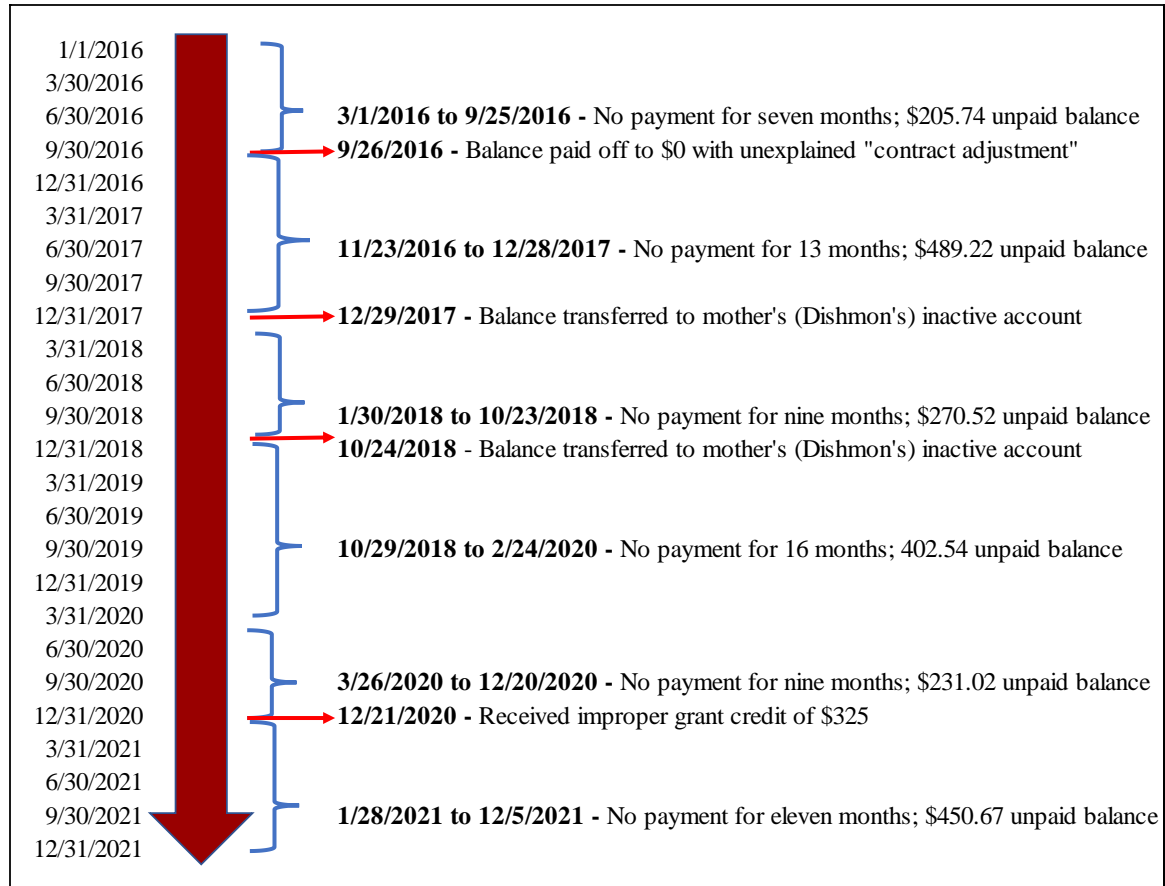 1/1/2016
3/30/2016
6/30/2016 3/1/2016 to 9/25/2016 - No payment for seven months; $205.74 unpaid balance
9/30/2016 9/26/2016 - Balance paid off to $0 with unexplained "contract adjustment"
12/31/2016
3/31/2017
6/30/2017 11/23/2016 to 12/28/2017 - No payment for 13 months; $489.22 unpaid balance
9/30/2017
12/31/2017 12/29/2017 - Balance transferred to mother's (Dishmon's) inactive account
3/31/2018
6/30/2018
9/30/2018 1/30/2018 to 10/23/2018 - No payment for nine months; $270.52 unpaid balance
12/31/2018 10/24/2018 - Balance transferred to mother's (Dishmon's) inactive account
3/31/2019
6/30/2019
9/30/2019 10/29/2018 to 2/24/2020 - No payment for 16 months; 402.54 unpaid balance
12/31/2019
3/31/2020
6/30/2020
9/30/2020 3/26/2020 to 12/20/2020 - No payment for nine months; $231.02 unpaid balance
12/31/2020 12/21/2020 - Received improper grant credit of $325
3/31/2021
6/30/2021
9/30/2021 1/28/2021 to 12/5/2021 - No payment for eleven months; $450.67 unpaid balance
12/31/2021